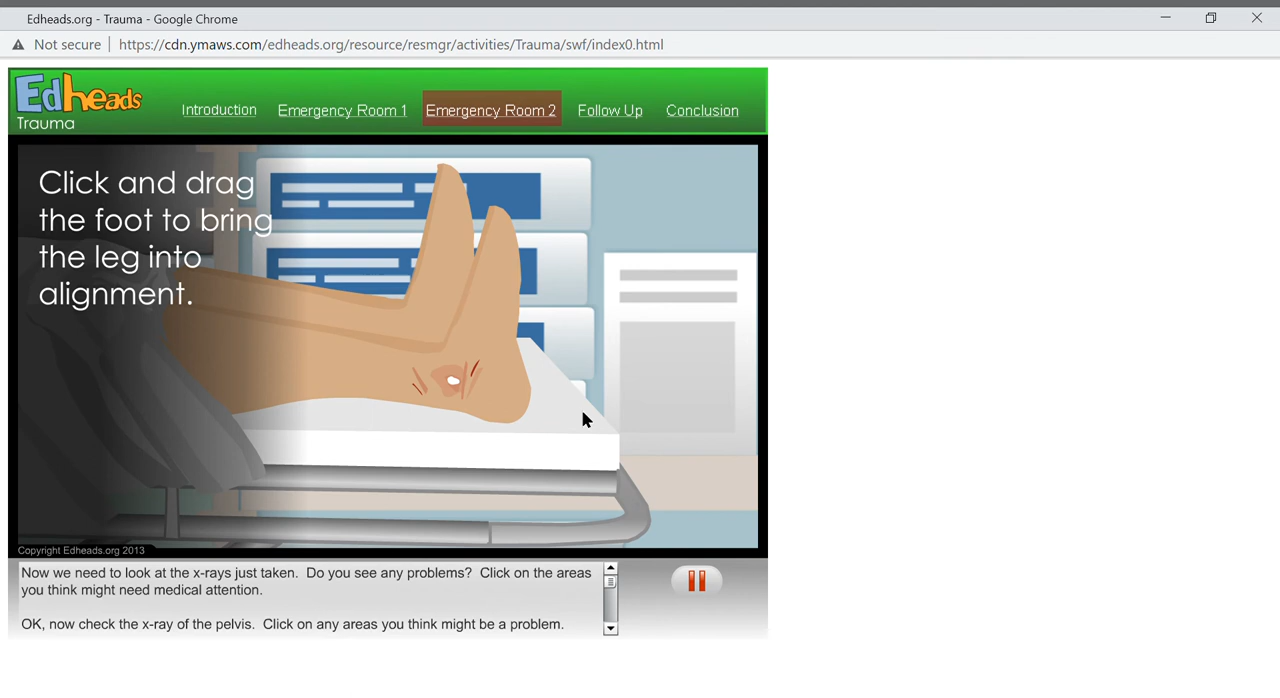 Edheads.org - Trauma - Google Chrome
Not secure | https://cdn.ymaws.com/edheads.org/resource/resmgr/activities/Trauma/swf/index0.html
Edheads
Trauma
Introduction Emergency Room 1 Emergency Room 2 Follow Up Conclusion
Click and drag
the foot to bring
the leg into
alignment.
Copyright Edheads.org 2013
Now we need to look at the x-rays just taken. Do you see any problems? Click on the areas
you think might need medical attention.
OK, now check the x-ray of the pelvis. Click on any areas you think might be a problem.